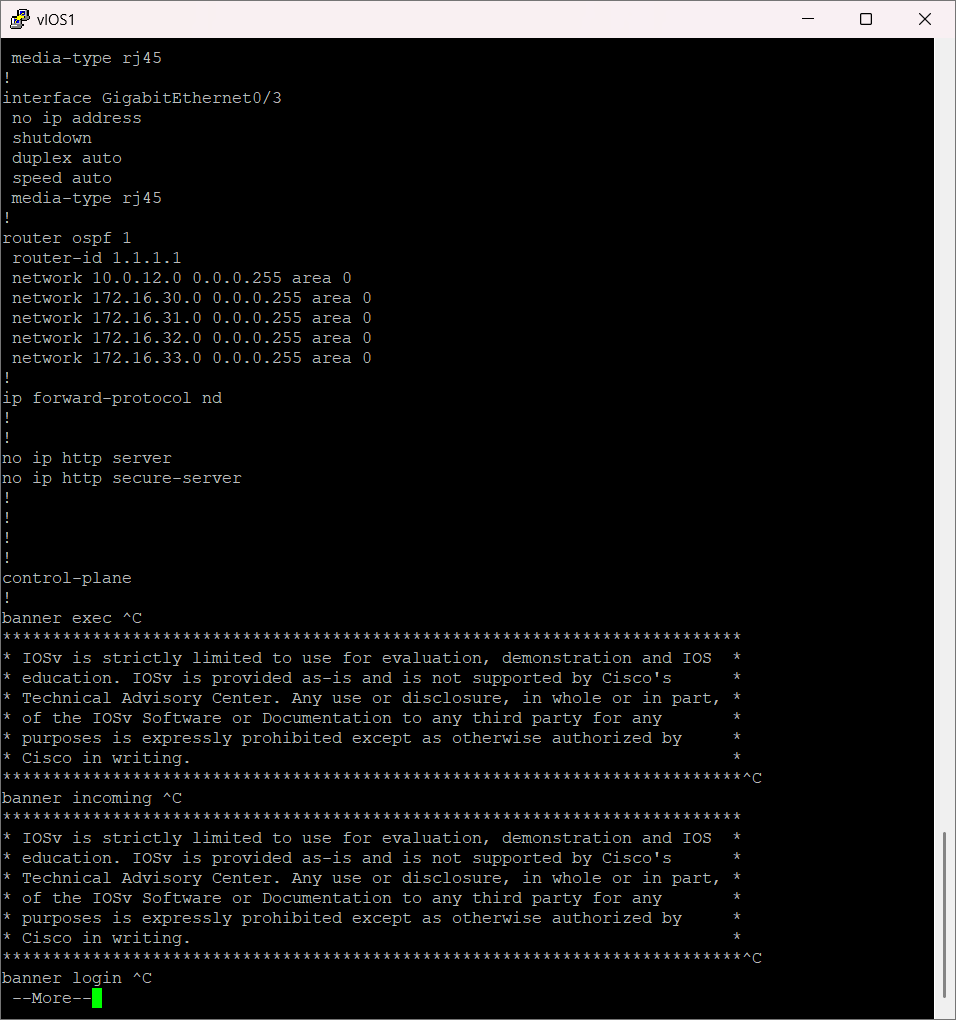 vIOS1
 media-type rj45
!
interface GigabitEthernet0/3
 no ip address
 shutdown
 duplex auto
 speed auto
 media-type rj45
!
router ospf 1
 router-id 1.1.1.1
 network 10.0.12.0 0.0.0.255 area 0
 network 172.16.30.0 0.0.0.255 area 0
 network 172.16.31.0 0.0.0.255 area 0
 network 172.16.32.0 0.0.0.255 area 0
 network 172.16.33.0 0.0.0.255 area 0
!
ip forward-protocol nd
!
!
no ip http server
no ip http secure-server
!
!
!
!
control-plane
!
banner exec ^C
**************************************************************************
* IOSv is strictly limited to use for evaluation, demonstration and IOS  *
* education. IOSv is provided as-is and is not supported by Cisco's      *
* Technical Advisory Center. Any use or disclosure, in whole or in part, *
* of the IOSv Software or Documentation to any third party for any       *
* purposes is expressly prohibited except as otherwise authorized by     *
* Cisco in writing.                                                      *
**************************************************************************^C
banner incoming ^C
**************************************************************************
* IOSv is strictly limited to use for evaluation, demonstration and IOS  *
* education. IOSv is provided as-is and is not supported by Cisco's      *
* Technical Advisory Center. Any use or disclosure, in whole or in part, *
* of the IOSv Software or Documentation to any third party for any       *
* purposes is expressly prohibited except as otherwise authorized by     *
* Cisco in writing.                                                      *
**************************************************************************^C
banner login ^C
 --More--